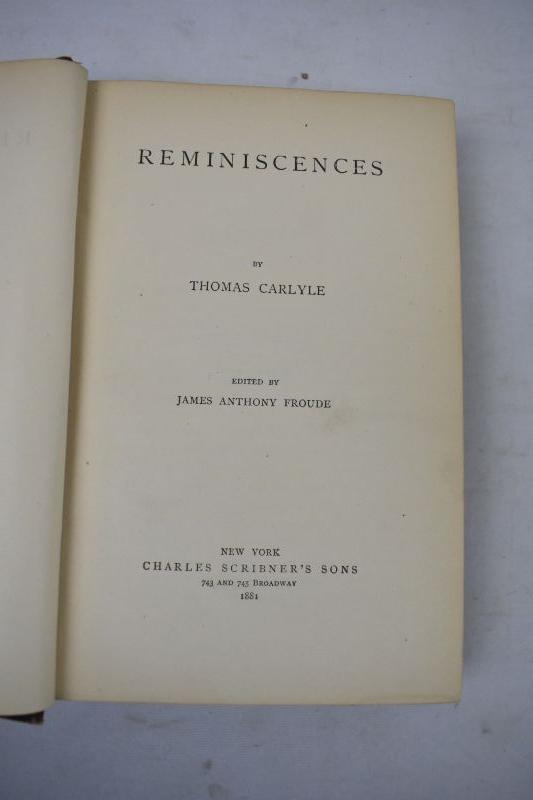 REMINISCENCES
BY
THOMAS CARLYLE
EDITED BY
JAMES ANTHONY FROUDE
NEW YORK
CHARLES SCRIBNER'S SONS
743 AND 745 BROADWAY
1881